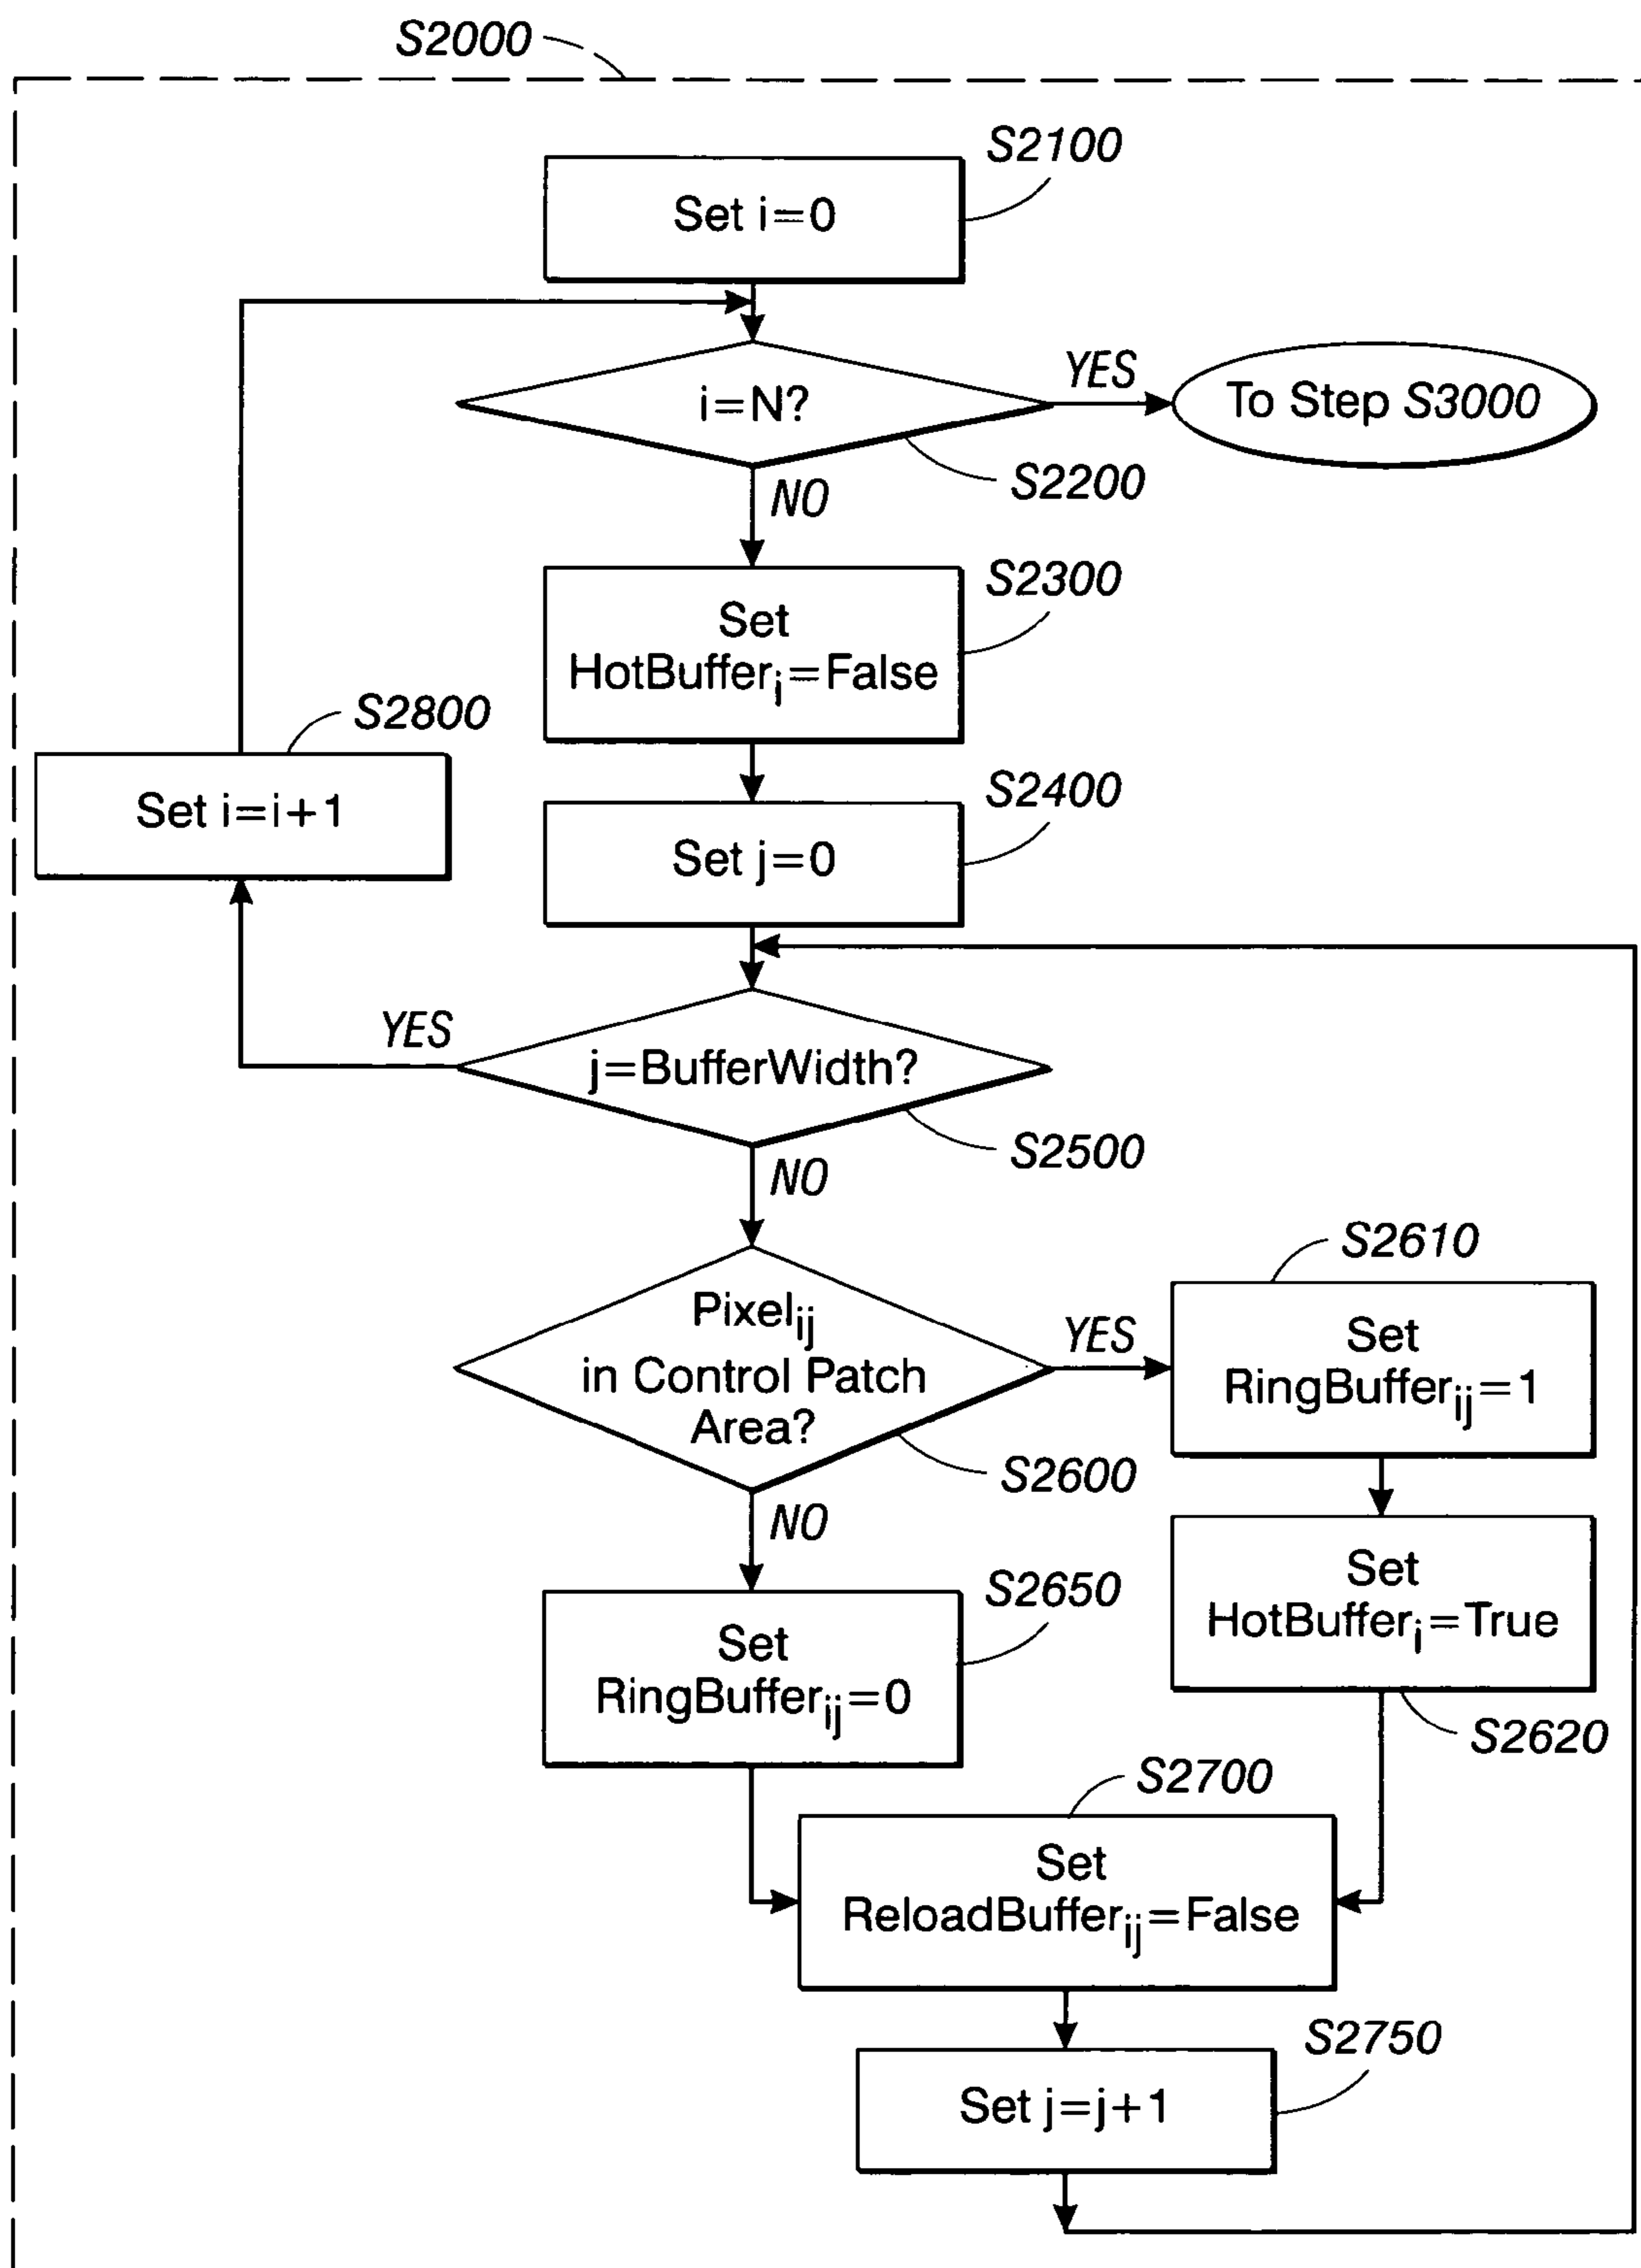 S2000
S2100
Set i=0
i=N?
YES
To Step S3000
S2200
NO
S2300
Set
HotBufferi=False
S2800
Set i=i+1
S2400
Set j=0
YES
j=BufferWidth?
S2500
NO
S2610
Pixelij
in Control Patch
Area?
YES
Set
RingBufferij=1
S2600
NO
S2650
Set
RingBufferij=0
Set
HotBufferi=True
S2620
S2700
Set
ReloadBufferij=False
S2750
Set j=j+1